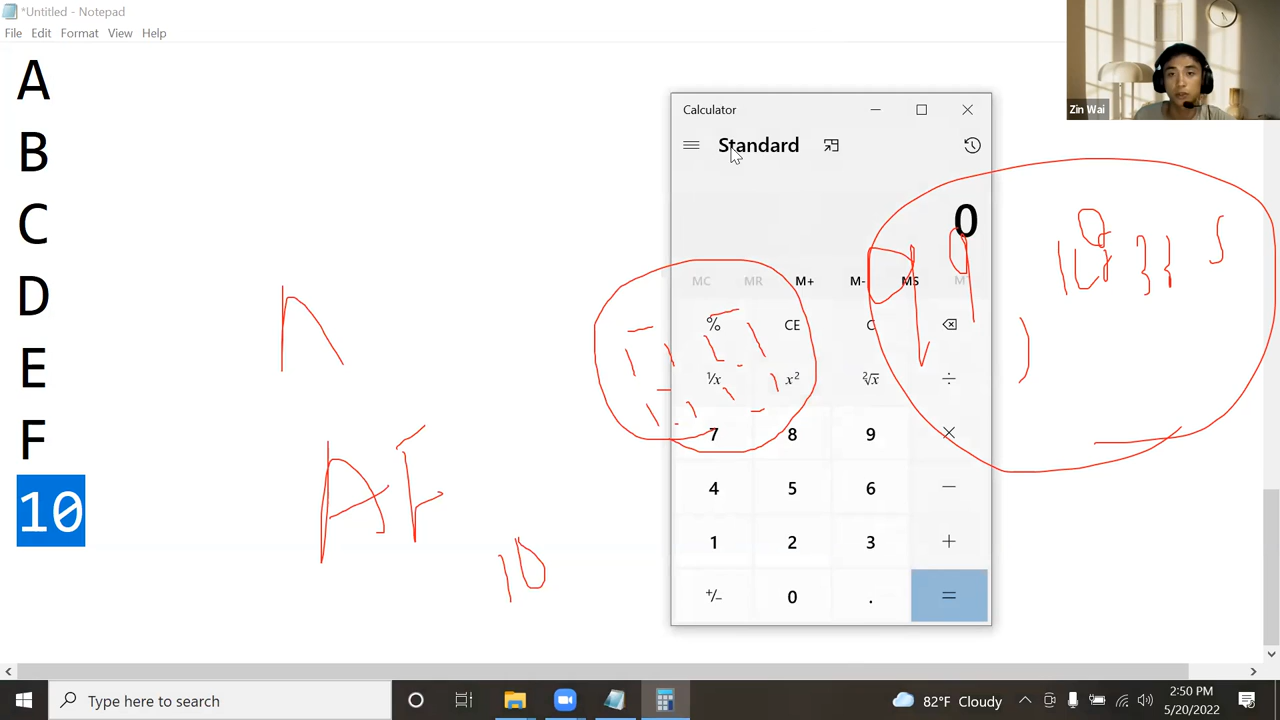 *Untitled - Notepad
File Edit Format View Help
A
B
C
D
E
F
10
AF
10
Zin Wai
Calculator
Standard
0
MC MR M+ M- MS
% CE C
¹/x x² ²√x ÷
7 8 9 ×
4 5 6 −
1 2 3 +
+/− 0 . =
Type here to search
82°F Cloudy
2:50 PM
5/20/2022